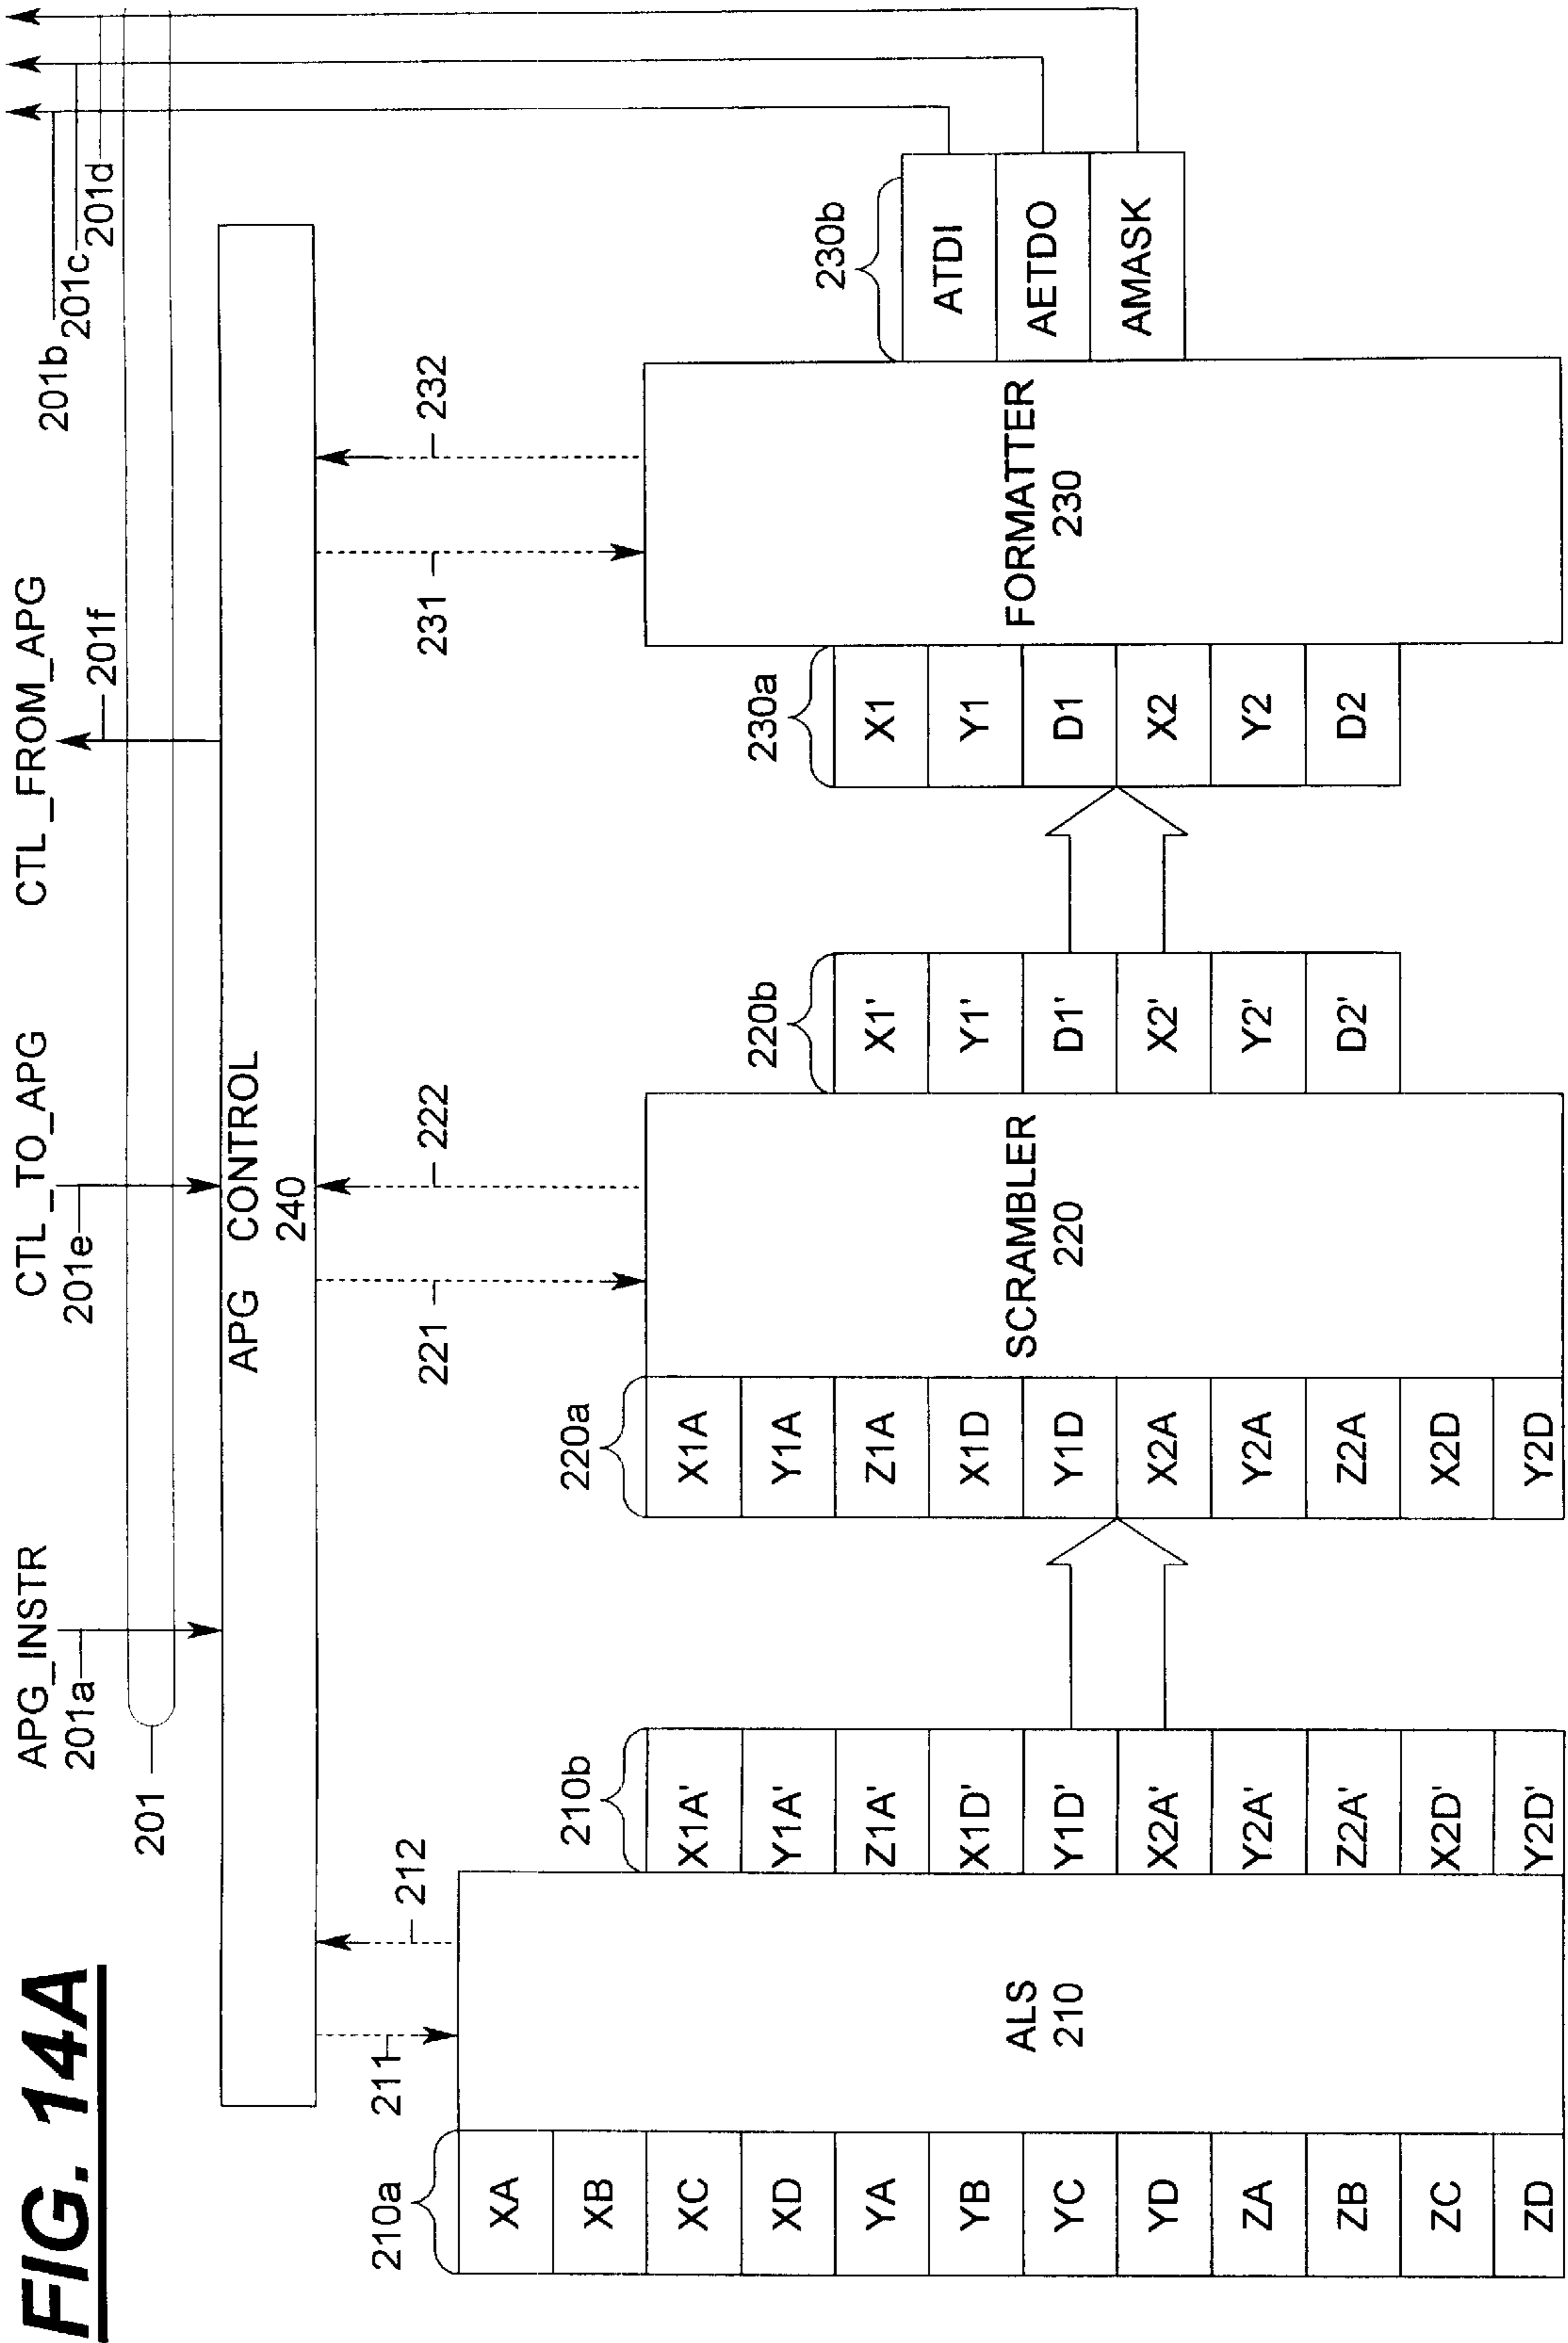 FIG. 14A
APG_INSTR
201a
CTL_TO_APG
201e
CTL_FROM_APG
201f
201b
201c
201d
201
APG CONTROL
240
211
212
221
222
231
232
210a
XA
XB
XC
XD
YA
YB
YC
YD
ZA
ZB
ZC
ZD
ALS
210
210b
X1A'
Y1A'
Z1A'
X1D'
Y1D'
X2A'
Y2A'
Z2A'
X2D'
Y2D'
220a
X1A
Y1A
Z1A
X1D
Y1D
X2A
Y2A
Z2A
X2D
Y2D
SCRAMBLER
220
220b
X1'
Y1'
D1'
X2'
Y2'
D2'
230a
X1
Y1
D1
X2
Y2
D2
FORMATTER
230
230b
ATDI
AETDO
AMASK